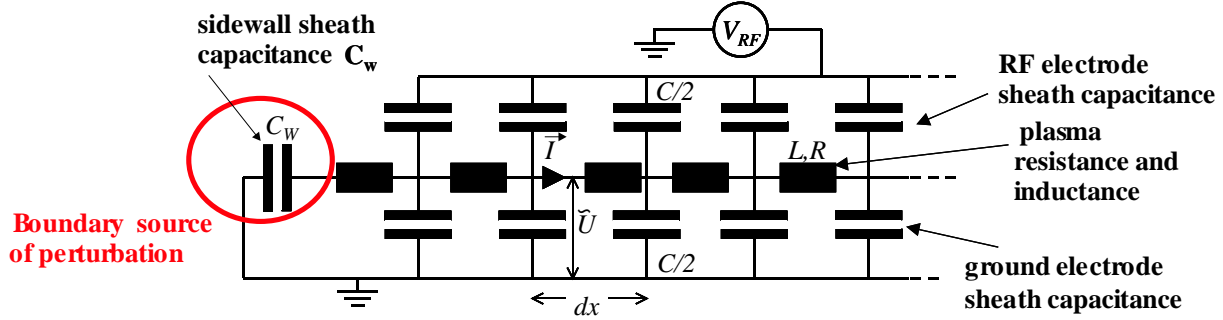 sidewall sheath
capacitance Cw
V_RF
RF electrode
sheath capacitance
C/2
C_W
I
L,R
plasma
resistance and
inductance
Boundary source
of perturbation
Ũ
C/2
dx
ground electrode
sheath capacitance